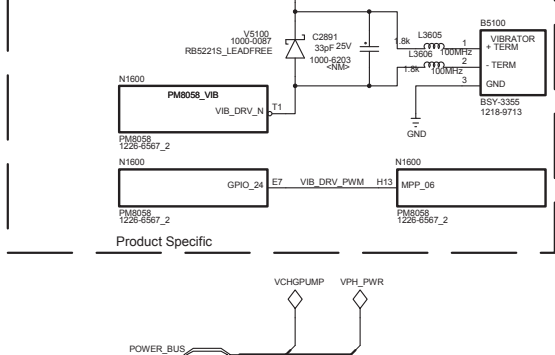 B5100
V5100
1000-0087
RB5221S_LEADFREE
C2891
33pF 25V
1000-6203
<NM>
1.8k
L3605
100MHz
L3606
1.8k
100MHz
1
2
3
VIBRATOR
+ TERM
- TERM
GND
BSY-3355
1218-9713
GND
N1600
PM8058_VIB
VIB_DRV_N
T1
PM8058
1226-6567_2
N1600
GPIO_24
E7
VIB_DRV_PWM
H13
N1600
MPP_06
PM8058
1226-6567_2
PM8058
1226-6567_2
Product Specific
VCHGPUMP
VPH_PWR
POWER_BUS